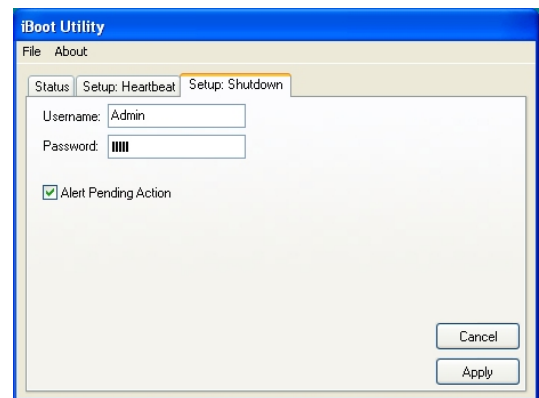 iBoot Utility
File About
Status Setup: Heartbeat Setup: Shutdown
Username: Admin
Password:
Alert Pending Action
Cancel
Apply